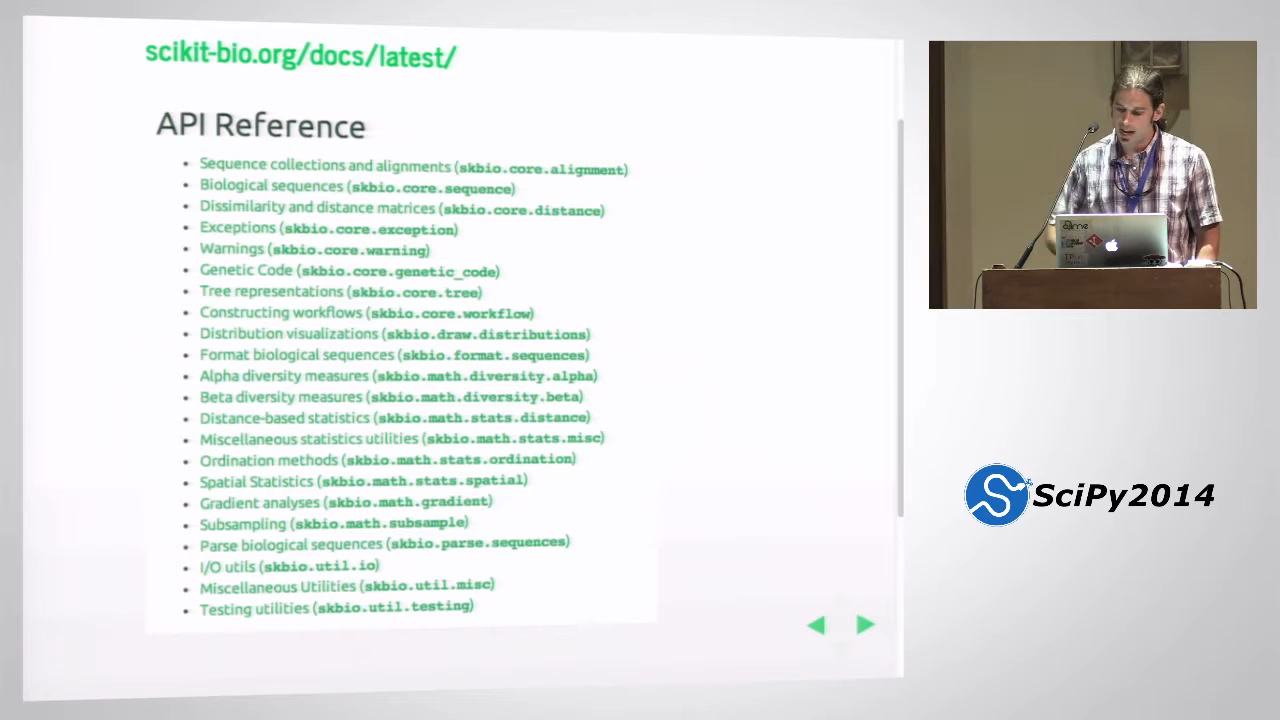 scikit-bio.org/docs/latest/
API Reference
• Sequence collections and alignments (skbio.core.alignment)
• Biological sequences (skbio.core.sequence)
• Dissimilarity and distance matrices (skbio.core.distance)
• Exceptions (skbio.core.exception)
• Warnings (skbio.core.warning)
• Genetic Code (skbio.core.genetic_code)
• Tree representations (skbio.core.tree)
• Constructing workflows (skbio.core.workflow)
• Distribution visualizations (skbio.draw.distributions)
• Format biological sequences (skbio.format.sequences)
• Alpha diversity measures (skbio.math.diversity.alpha)
• Beta diversity measures (skbio.math.diversity.beta)
• Distance-based statistics (skbio.math.stats.distance)
• Miscellaneous statistics utilities (skbio.math.stats.misc)
• Ordination methods (skbio.math.stats.ordination)
• Spatial Statistics (skbio.math.stats.spatial)
• Gradient analyses (skbio.math.gradient)
• Subsampling (skbio.math.subsample)
• Parse biological sequences (skbio.parse.sequences)
• I/O utils (skbio.util.io)
• Miscellaneous Utilities (skbio.util.misc)
• Testing utilities (skbio.util.testing)
SciPy2014